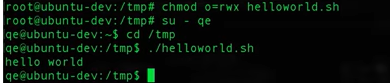 root@ubuntu-dev:/tmp# chmod o=rwx helloworld.sh
root@ubuntu-dev:/tmp# su - qe
qe@ubuntu-dev:~$ cd /tmp
qe@ubuntu-dev:/tmp$ ./helloworld.sh
hello world
qe@ubuntu-dev:/tmp$